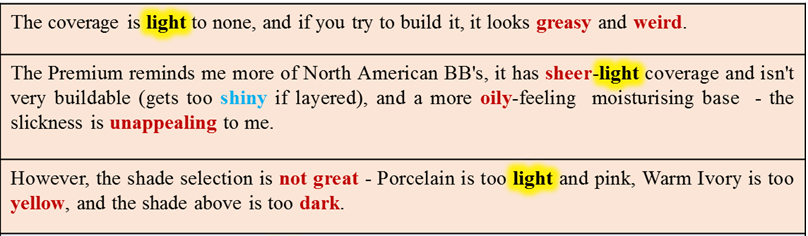 The coverage is light to none, and if you try to build it, it looks greasy and weird.
The Premium reminds me more of North American BB's, it has sheer-light coverage and isn't
very buildable (gets too shiny if layered), and a more oily-feeling moisturising base - the
slickness is unappealing to me.
However, the shade selection is not great - Porcelain is too light and pink, Warm Ivory is too
yellow, and the shade above is too dark.